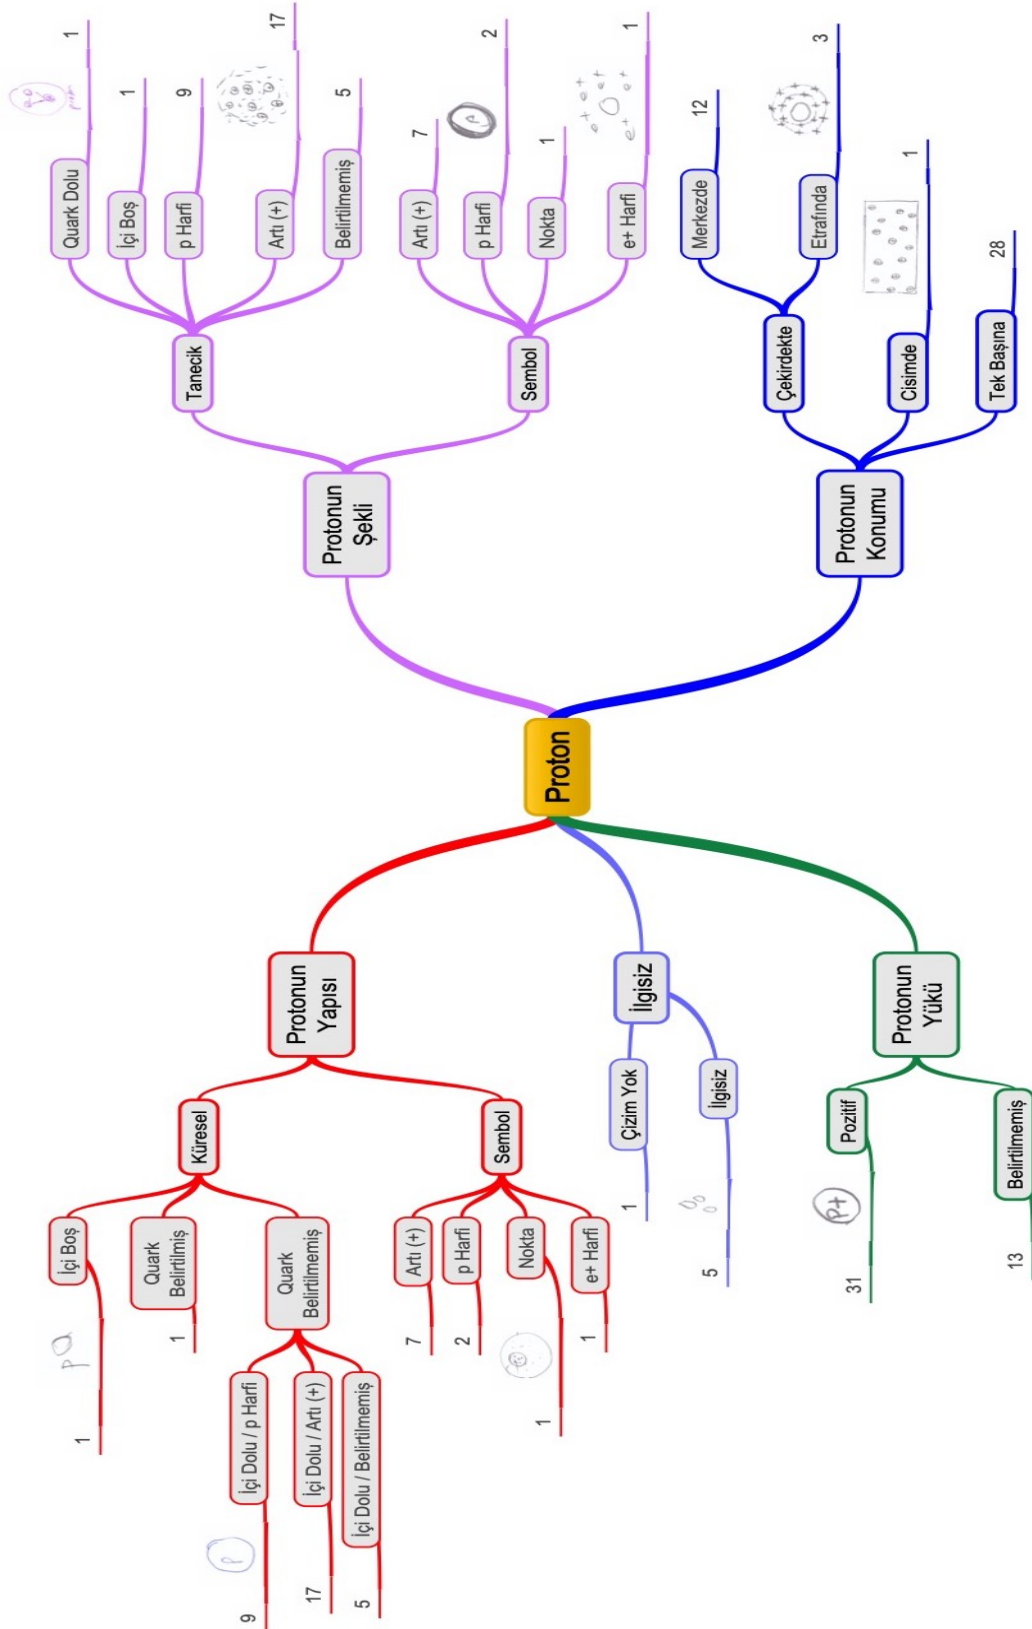 Proton
Protonun
Yapısı
Küresel
İçi Boş
1
Quark
Belirtilmiş
1
Quark
Belirtilmemiş
İçi Dolu / p Harfi
9
İçi Dolu / Artı (+)
17
İçi Dolu / Belirtilmemiş
5
Sembol
Artı (+)
7
p Harfi
2
Nokta
1
e+ Harfi
1
İlgisiz
Çizim Yok
1
İlgisiz
5
Protonun
Yükü
Pozitif
31
Belirtilmemiş
13
Protonun
Şekli
Tanecik
Quark Dolu
1
İçi Boş
1
p Harfi
9
Artı (+)
17
Belirtilmemiş
5
Sembol
Artı (+)
7
p Harfi
2
Nokta
1
e+ Harfi
1
Protonun
Konumu
Çekirdekte
Merkezde
12
Etrafında
3
Cisimde
1
Tek Başına
28
p
P
P+
P
e+
e+
e+